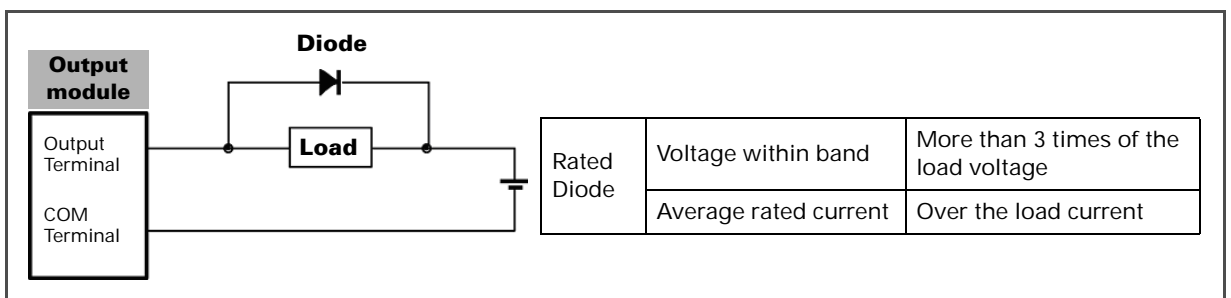 Diode
Output
module
Output
Terminal
Load
COM
Terminal
Rated
Diode
Voltage within band
More than 3 times of the
load voltage
Average rated current
Over the load current